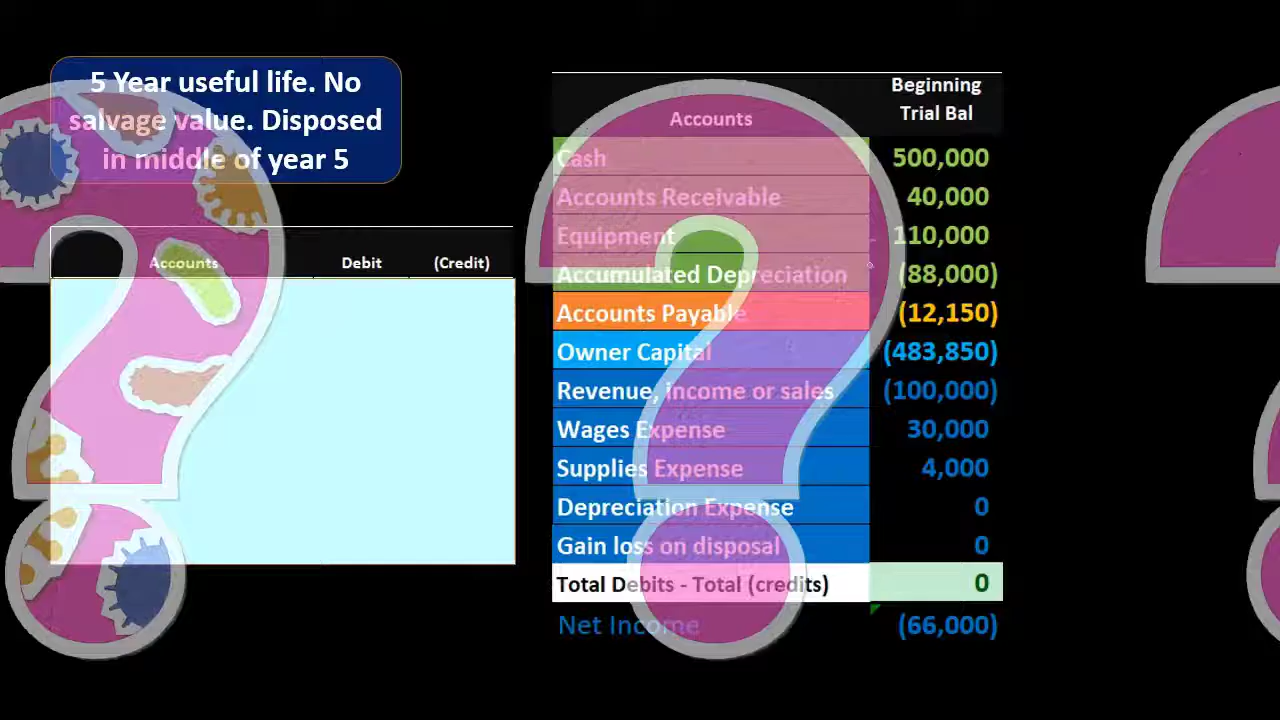 5 Year useful life. No
salvage value. Disposed
in middle of year 5
Accounts Debit (Credit)
Accounts Beginning Trial Bal
Cash 500,000
Accounts Receivable 40,000
Equipment 110,000
Accumulated Depreciation (88,000)
Accounts Payable (12,150)
Owner Capital (483,850)
Revenue, income or sales (100,000)
Wages Expense 30,000
Supplies Expense 4,000
Depreciation Expense 0
Gain loss on disposal 0
Total Debits - Total (credits) 0
Net Income (66,000)